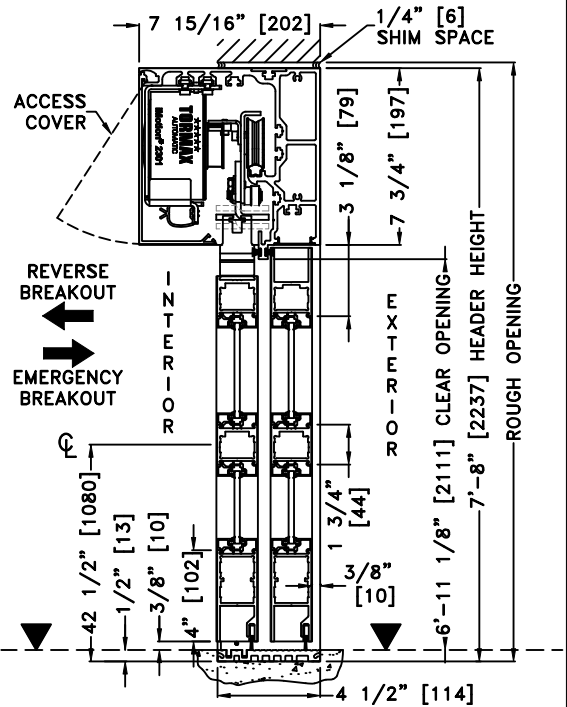 7 15/16" [202]
1/4" [6]
SHIM SPACE
ACCESS
COVER
★★★★★
TORMAX
AUTOMATIC
3 1/8" [79]
7 3/4" [197]
REVERSE
BREAKOUT
EMERGENCY
BREAKOUT
INTERIOR
EXTERIOR
6'-11 1/8" [2111] CLEAR OPENING
7'-8" [2237] HEADER HEIGHT
ROUGH OPENING
℄
42 1/2" [1080]
1/2" [13]
3/8" [10]
4" [102]
1 3/4"
[44]
3/8"
[10]
4 1/2" [114]